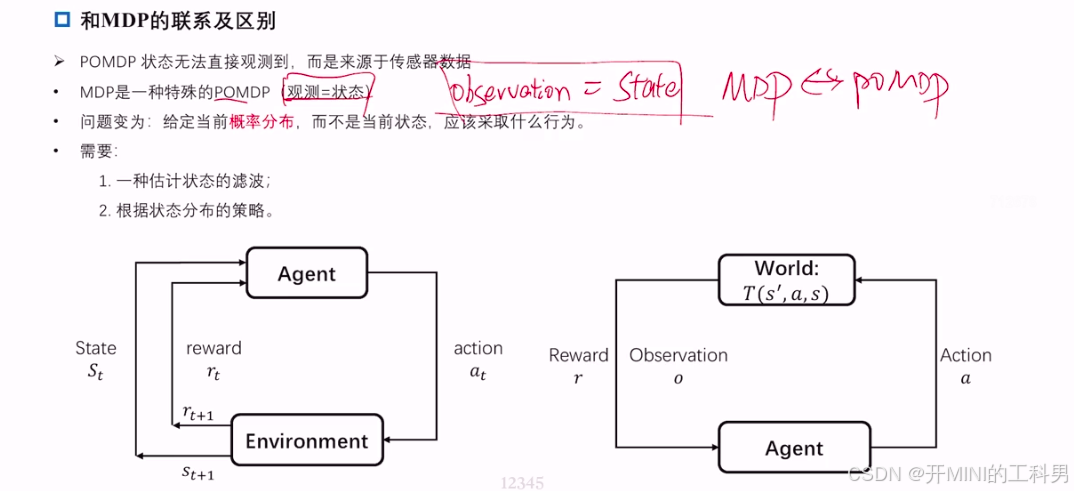 和MDP的联系及区别
➤ POMDP 状态无法直接观测到，而是来源于传感器数据
• MDP是一种特殊的POMDP（观测=状态）
observation = State MDP ↔ POMDP
• 问题变为：给定当前概率分布，而不是当前状态，应该采取什么行为。
• 需要：
1. 一种估计状态的滤波；
2. 根据状态分布的策略。
Agent
State
S_t
reward
r_t
action
a_t
r_{t+1}
Environment
s_{t+1}
World:
T(s′,a,s)
Reward
r
Observation
o
Action
a
Agent
12345
CSDN @开MINI的工科男